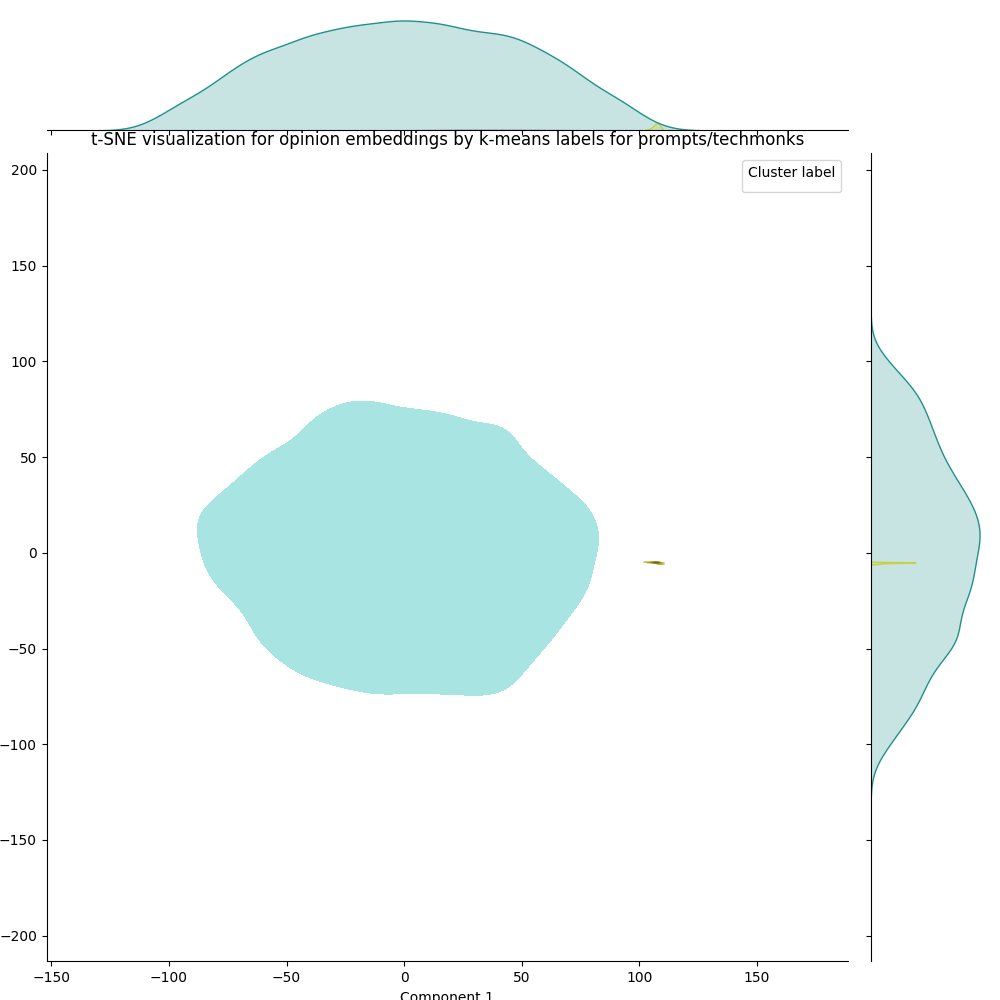 t-SNE visualization for opinion embeddings by k-means labels for prompts/techmonks
Cluster label
200
150
100
50
0
−50
−100
−150
−200
−150 −100 −50 0 50 100 150
Component 1